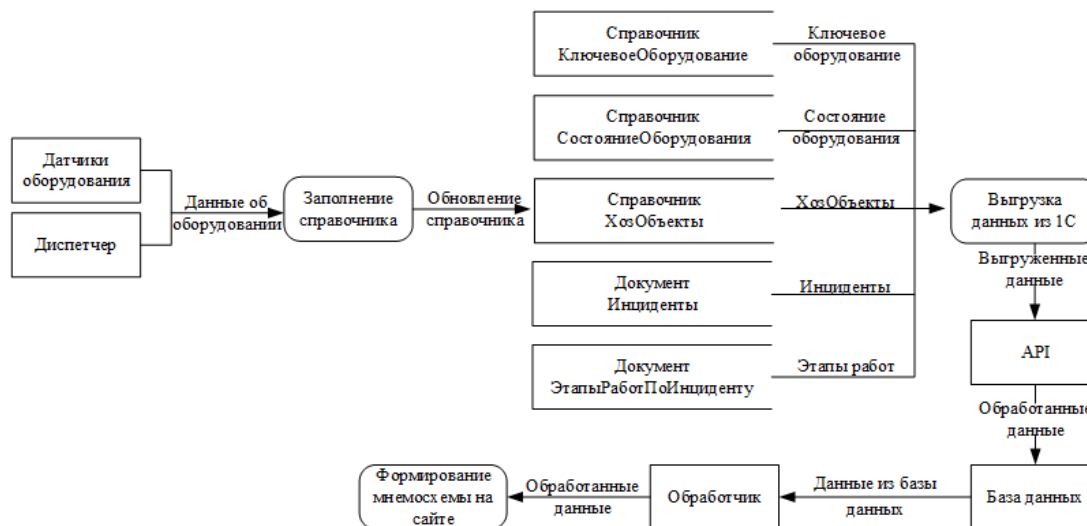 Справочник
КлючевоеОборудование
Ключевое
оборудование
Справочник
СостояниеОборудования
Состояние
оборудования
Датчики
оборудования
Диспетчер
Данные об
оборудовании
Заполнение
справочника
Обновление
справочника
Справочник
ХозОбъекты
ХозОбъекты
Выгрузка
данных из 1С
Документ
Инциденты
Инциденты
Выгруженные
данные
API
Документ
ЭтапыРаботПоИнциденту
Этапы работ
Обработанные
данные
База данных
Данные из базы
данных
Обработчик
Обработанные
данные
Формирование
мнемосхемы на
сайте